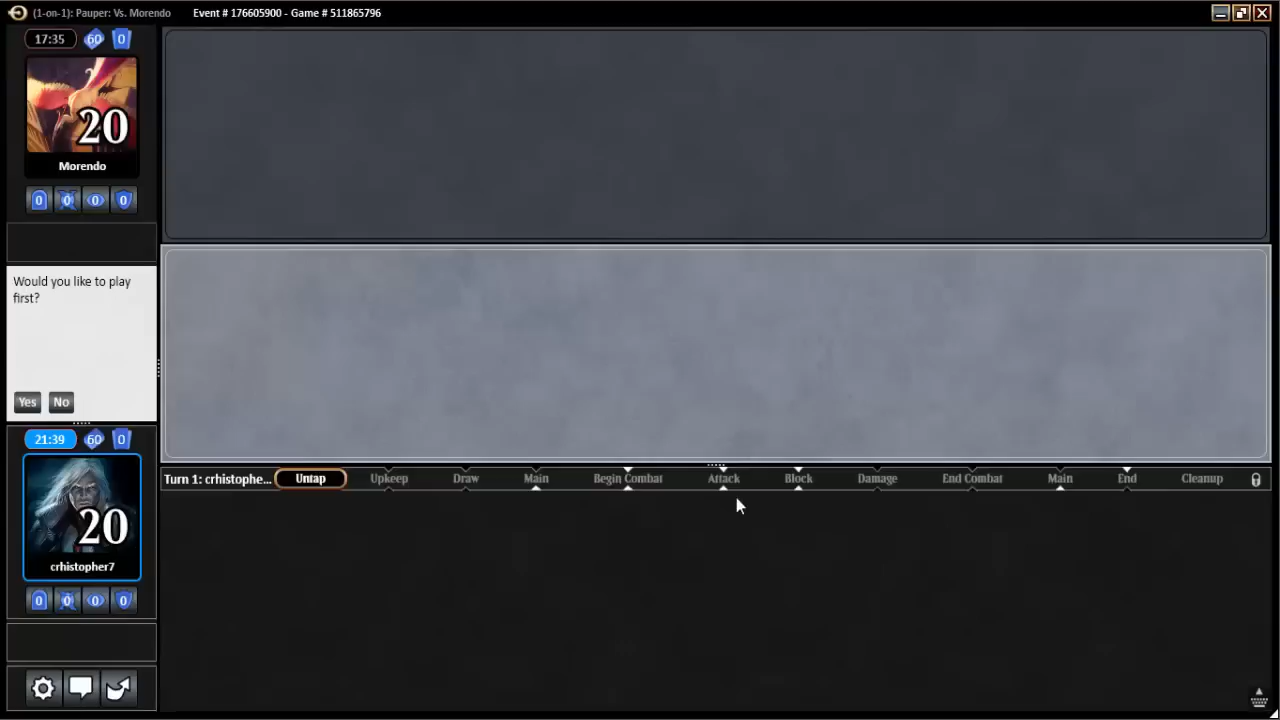 (1-on-1): Pauper: Vs. Morendo
Event # 176605900 - Game # 511865796
17:35
60
0
20
Morendo
0
0
0
0
Would you like to play
first?
Yes
No
21:39
60
0
20
crhistopher7
0
0
0
0
Turn 1: crhistophe...
Untap
Upkeep
Draw
Main
Begin Combat
Attack
Block
Damage
End Combat
Main
End
Cleanup